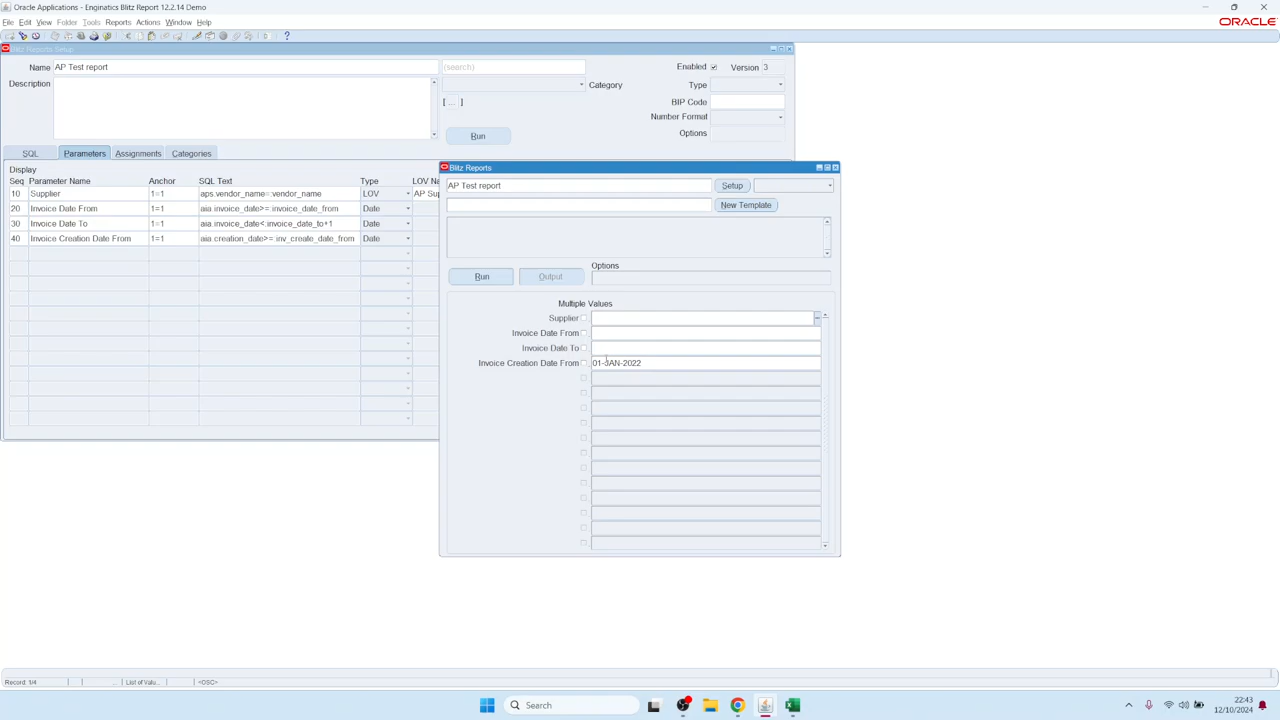 Oracle Applications - Enginatics Blitz Report 12.2.14 Demo
File Edit View Folder Tools Reports Actions Window Help
ORACLE
Blitz Reports Setup
Name AP Test report (search) Enabled Version 3
Description Category Type
[ ... ] BIP Code
Number Format
Run Options
SQL Parameters Assignments Categories
Display
Seq Parameter Name Anchor SQL Text Type LOV Na
10 Supplier 1=1 aps.vendor_name=:vendor_name LOV AP Sup
20 Invoice Date From 1=1 aia.invoice_date>=:invoice_date_from Date
30 Invoice Date To 1=1 aia.invoice_date<:invoice_date_to+1 Date
40 Invoice Creation Date From 1=1 aia.creation_date>=:inv_create_date_from Date
Blitz Reports
AP Test report Setup
New Template
Options
Run Output
Multiple Values
Supplier
Invoice Date From
Invoice Date To
Invoice Creation Date From 01-JAN-2022
Record: 1/4 ... List of Valu... <OSC>
Search
22:43
12/10/2024